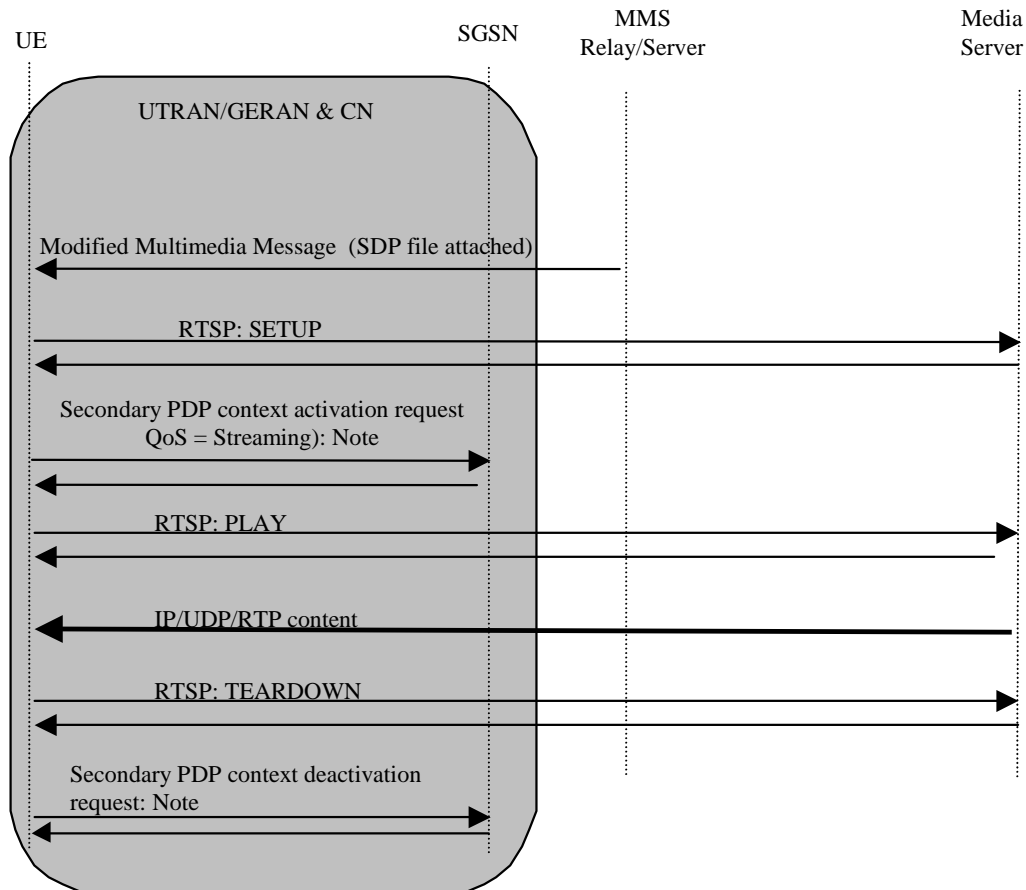 UE
SGSN
MMS
Relay/Server
Media
Server
UTRAN/GERAN & CN
Modified Multimedia Message (SDP file attached)
RTSP: SETUP
Secondary PDP context activation request
QoS = Streaming): Note
RTSP: PLAY
IP/UDP/RTP content
RTSP: TEARDOWN
Secondary PDP context deactivation
request: Note